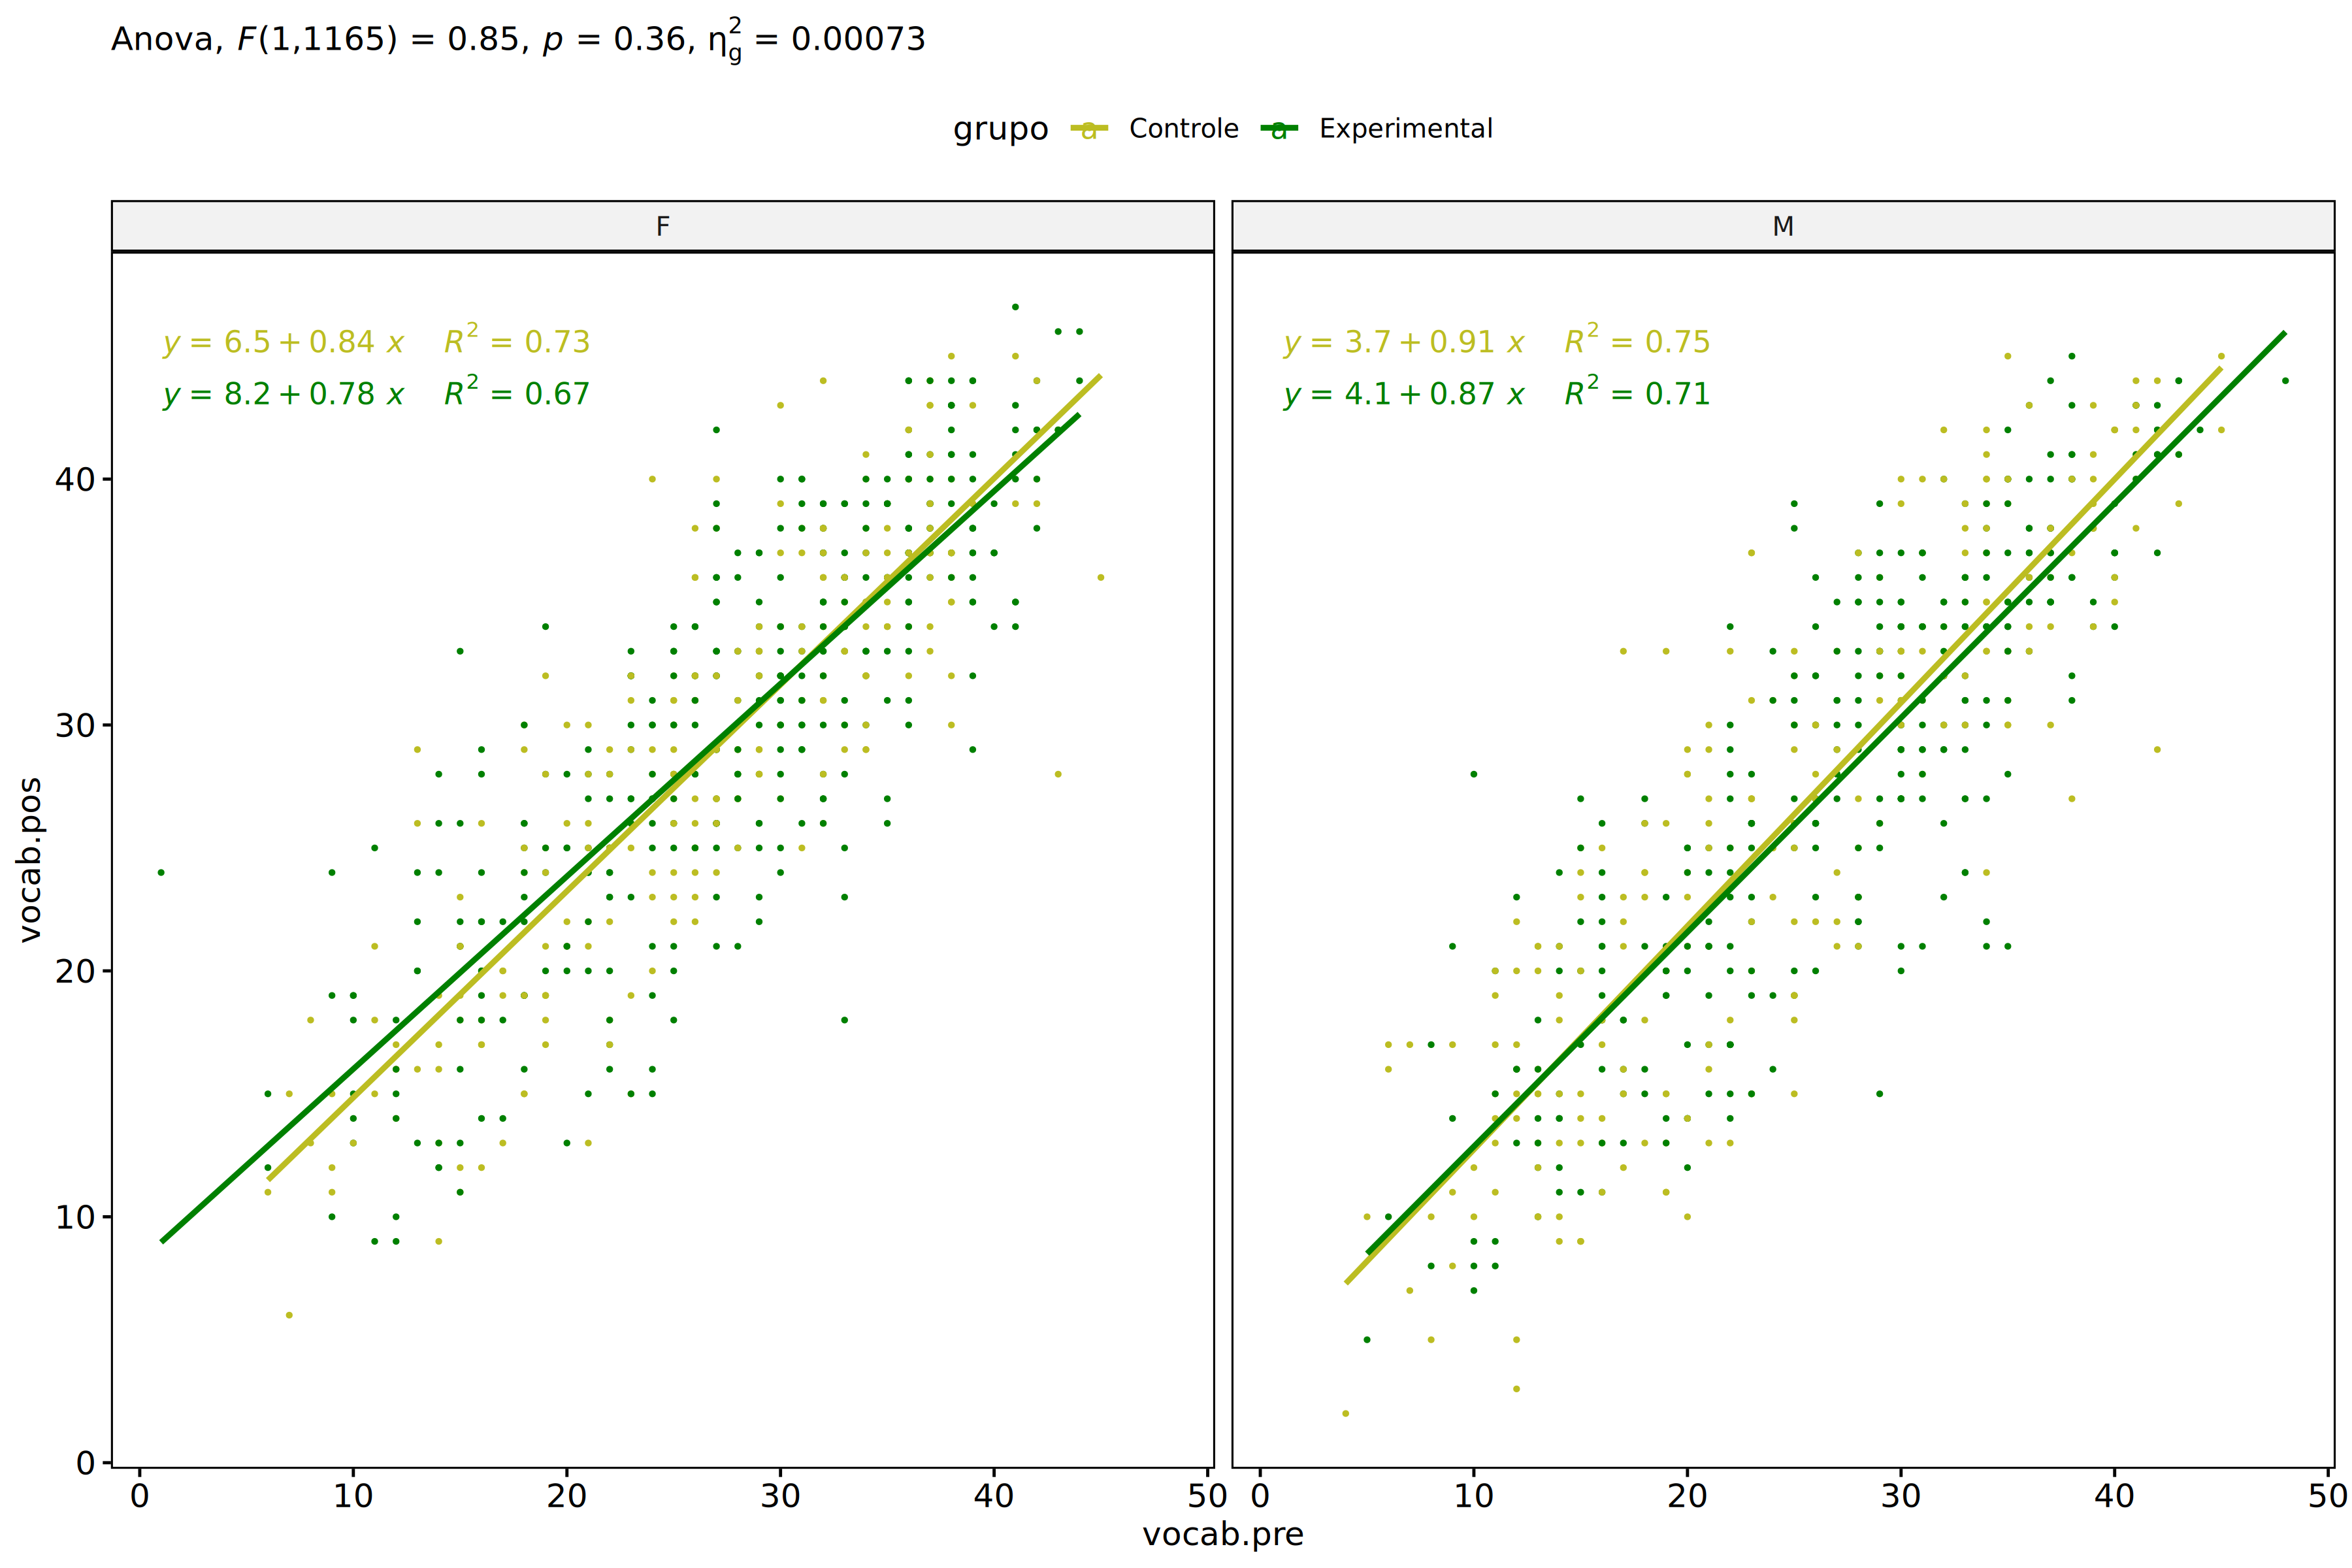 Anova, F(1,1165) = 0.85, p = 0.36, η²g = 0.00073
grupo a Controle a Experimental
F
M
y = 6.5 + 0.84 x R² = 0.73
y = 8.2 + 0.78 x R² = 0.67
y = 3.7 + 0.91 x R² = 0.75
y = 4.1 + 0.87 x R² = 0.71
40
30
20
10
0
vocab.pos
0 10 20 30 40 50
0 10 20 30 40 50
vocab.pre